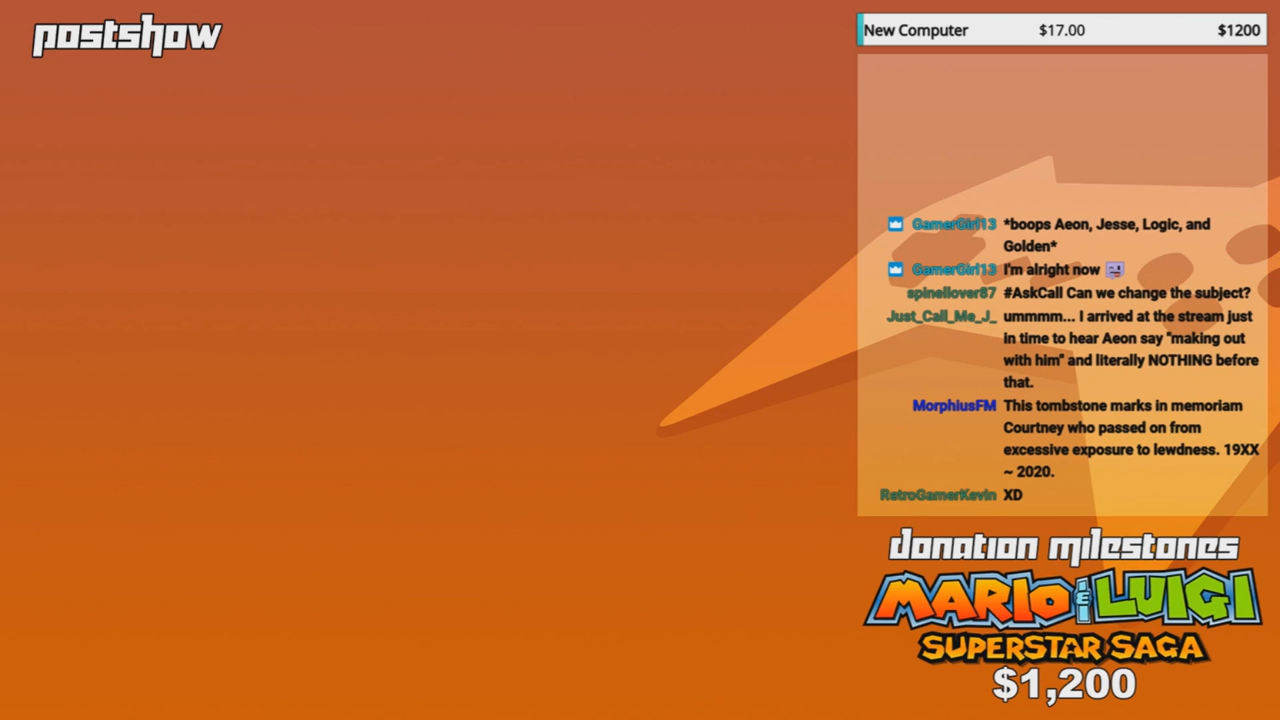 postshow
New Computer $17.00 $1200
GamerGirl13 *boops Aeon, Jesse, Logic, and
Golden*
GamerGirl13 I'm alright now
spinellover87 #AskCall Can we change the subject?
Just_Call_Me_J_ ummmm... I arrived at the stream just
in time to hear Aeon say "making out
with him" and literally NOTHING before
that.
MorphiusFM This tombstone marks in memoriam
Courtney who passed on from
excessive exposure to lewdness. 19XX
~ 2020.
RetroGamerKevin XD
donation milestones
MARIO & LUIGI
SUPERSTAR SAGA
$1,200